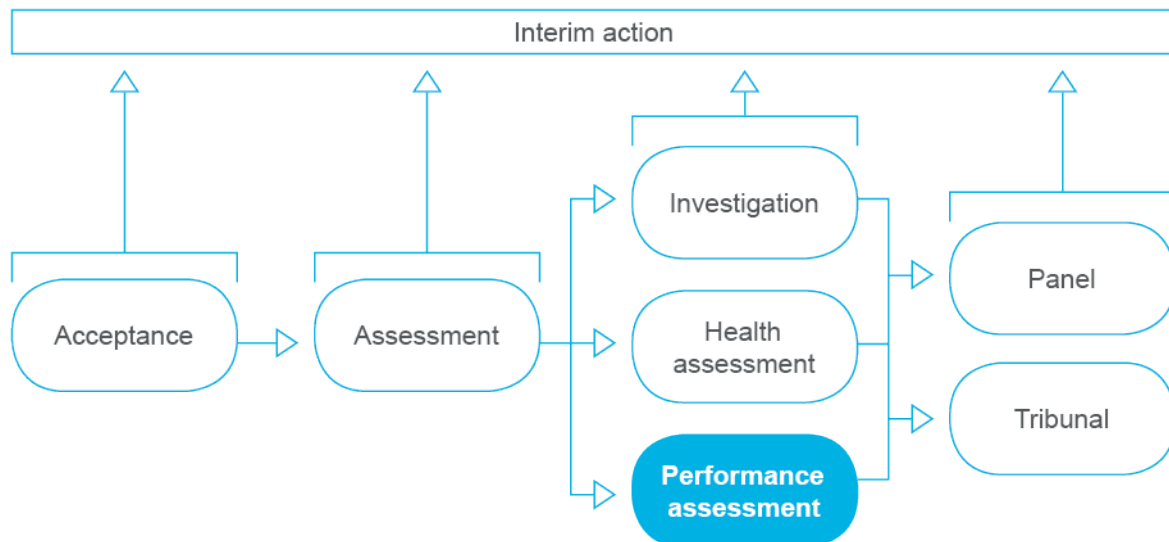 Interim action
Acceptance
Assessment
Investigation
Health
assessment
Performance
assessment
Panel
Tribunal